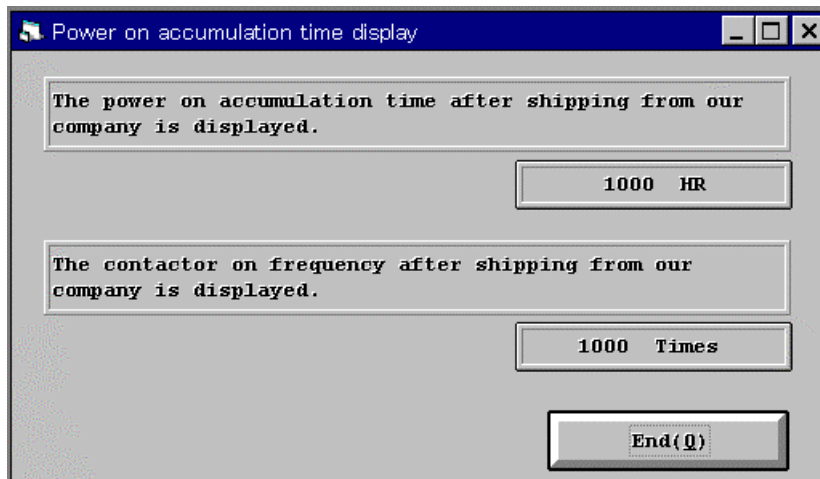 Power on accumulation time display
The power on accumulation time after shipping from our
company is displayed.
1000 HR
The contactor on frequency after shipping from our
company is displayed.
1000 Times
End(Q)